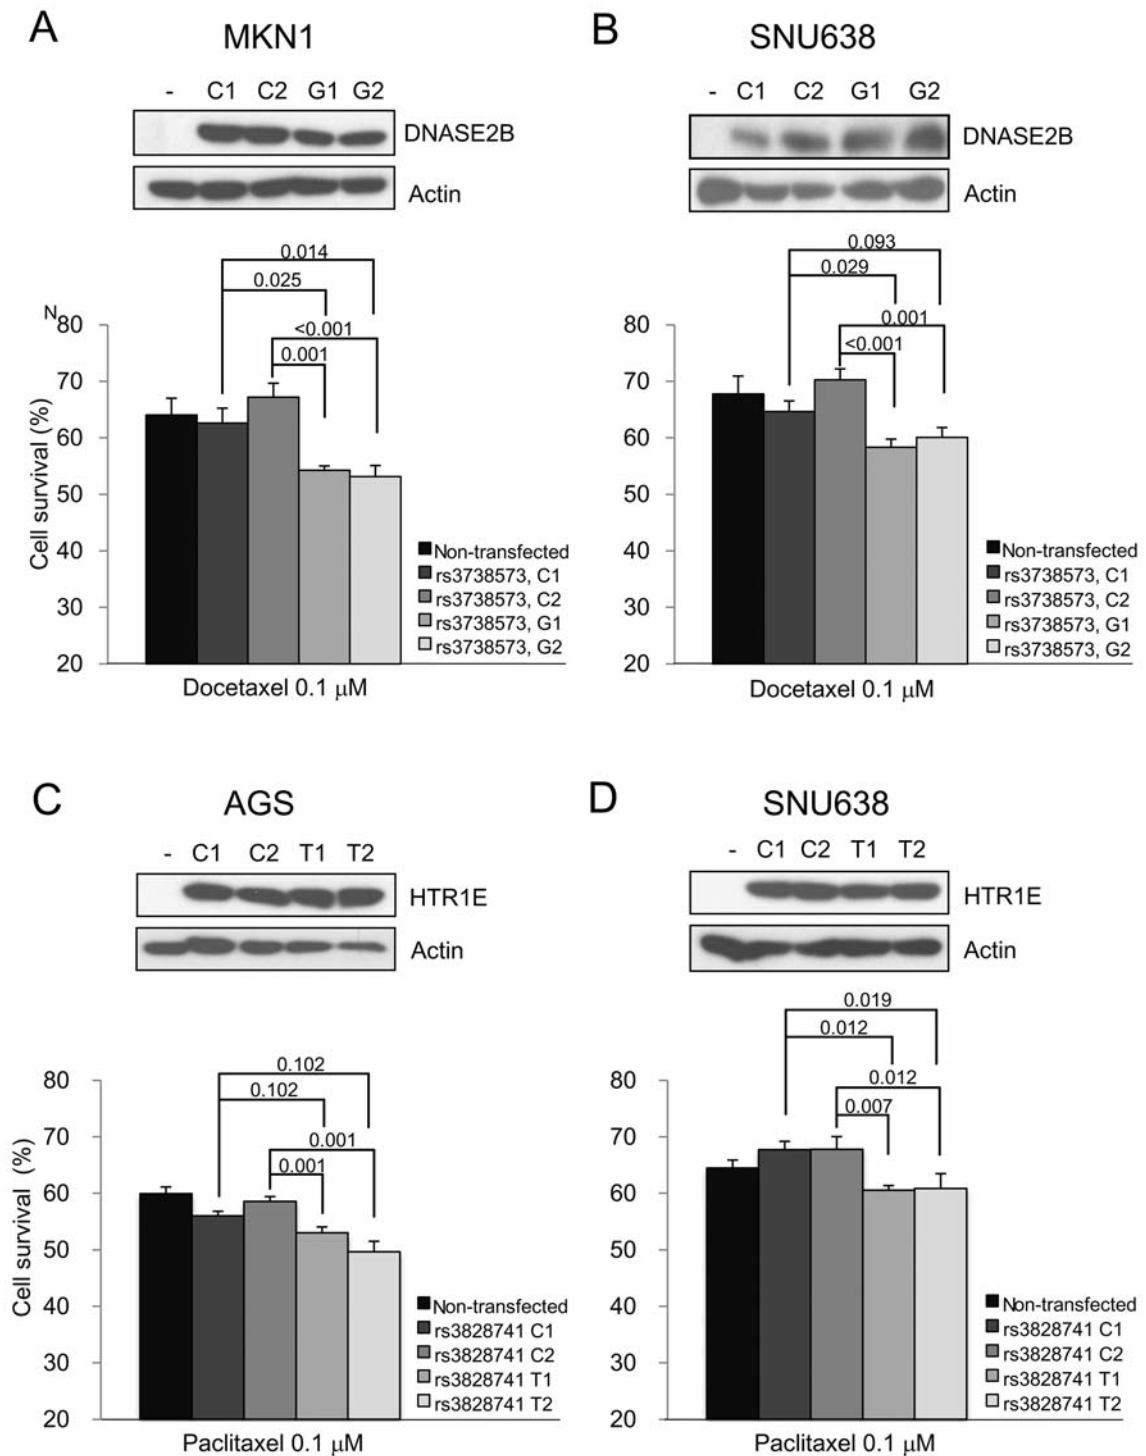 A
MKN1
- C1 C2 G1 G2
DNASE2B
Actin
0.014
0.025
<0.001
0.001
N
80
70
60
50
40
30
20
Cell survival (%)
Non-transfected
rs3738573, C1
rs3738573, C2
rs3738573, G1
rs3738573, G2
Docetaxel 0.1 μM
B
SNU638
- C1 C2 G1 G2
DNASE2B
Actin
0.093
0.029
0.001
<0.001
80
70
60
50
40
30
20
Non-transfected
rs3738573, C1
rs3738573, C2
rs3738573, G1
rs3738573, G2
Docetaxel 0.1 μM
C
AGS
- C1 C2 T1 T2
HTR1E
Actin
0.102
0.102
0.001
0.001
80
70
60
50
40
30
20
Cell survival (%)
Non-transfected
rs3828741 C1
rs3828741 C2
rs3828741 T1
rs3828741 T2
Paclitaxel 0.1 μM
D
SNU638
- C1 C2 T1 T2
HTR1E
Actin
0.019
0.012
0.012
0.007
80
70
60
50
40
30
20
Non-transfected
rs3828741 C1
rs3828741 C2
rs3828741 T1
rs3828741 T2
Paclitaxel 0.1 μM